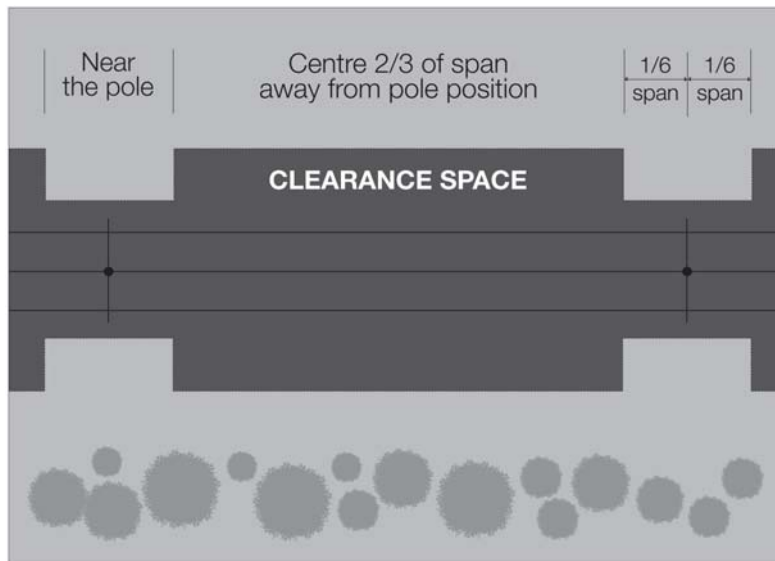 Near
the pole
Centre 2/3 of span
away from pole position
1/6
span
1/6
span
CLEARANCE SPACE